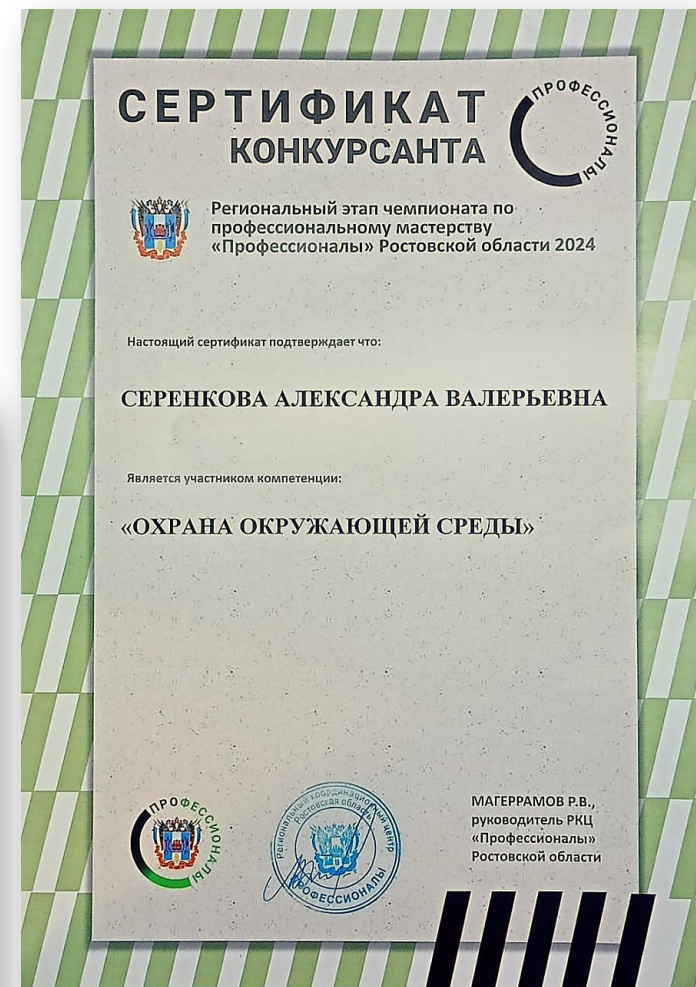 СЕРТИФИКАТ
КОНКУРСАНТА
ПРОФЕССИОНАЛЫ
Региональный этап чемпионата по
профессиональному мастерству
«Профессионалы» Ростовской области 2024
Настоящий сертификат подтверждает что:
СЕРЕНКОВА АЛЕКСАНДРА ВАЛЕРЬЕВНА
Является участником компетенции:
«ОХРАНА ОКРУЖАЮЩЕЙ СРЕДЫ»
ПРОФЕССИОНАЛЫ
Региональный координационный центр
Ростовская область
ПРОФЕССИОНАЛЫ
МАГЕРРАМОВ Р.В.,
руководитель РКЦ
«Профессионалы»
Ростовской области